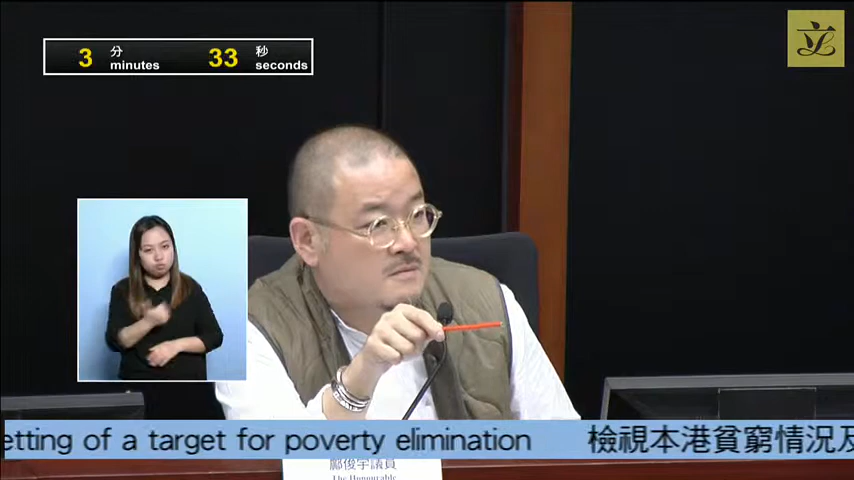 3 分 minutes 33 秒 seconds
etting of a target for poverty elimination 檢視本港貧窮情況及
鄺俊宇議員
The Honourable